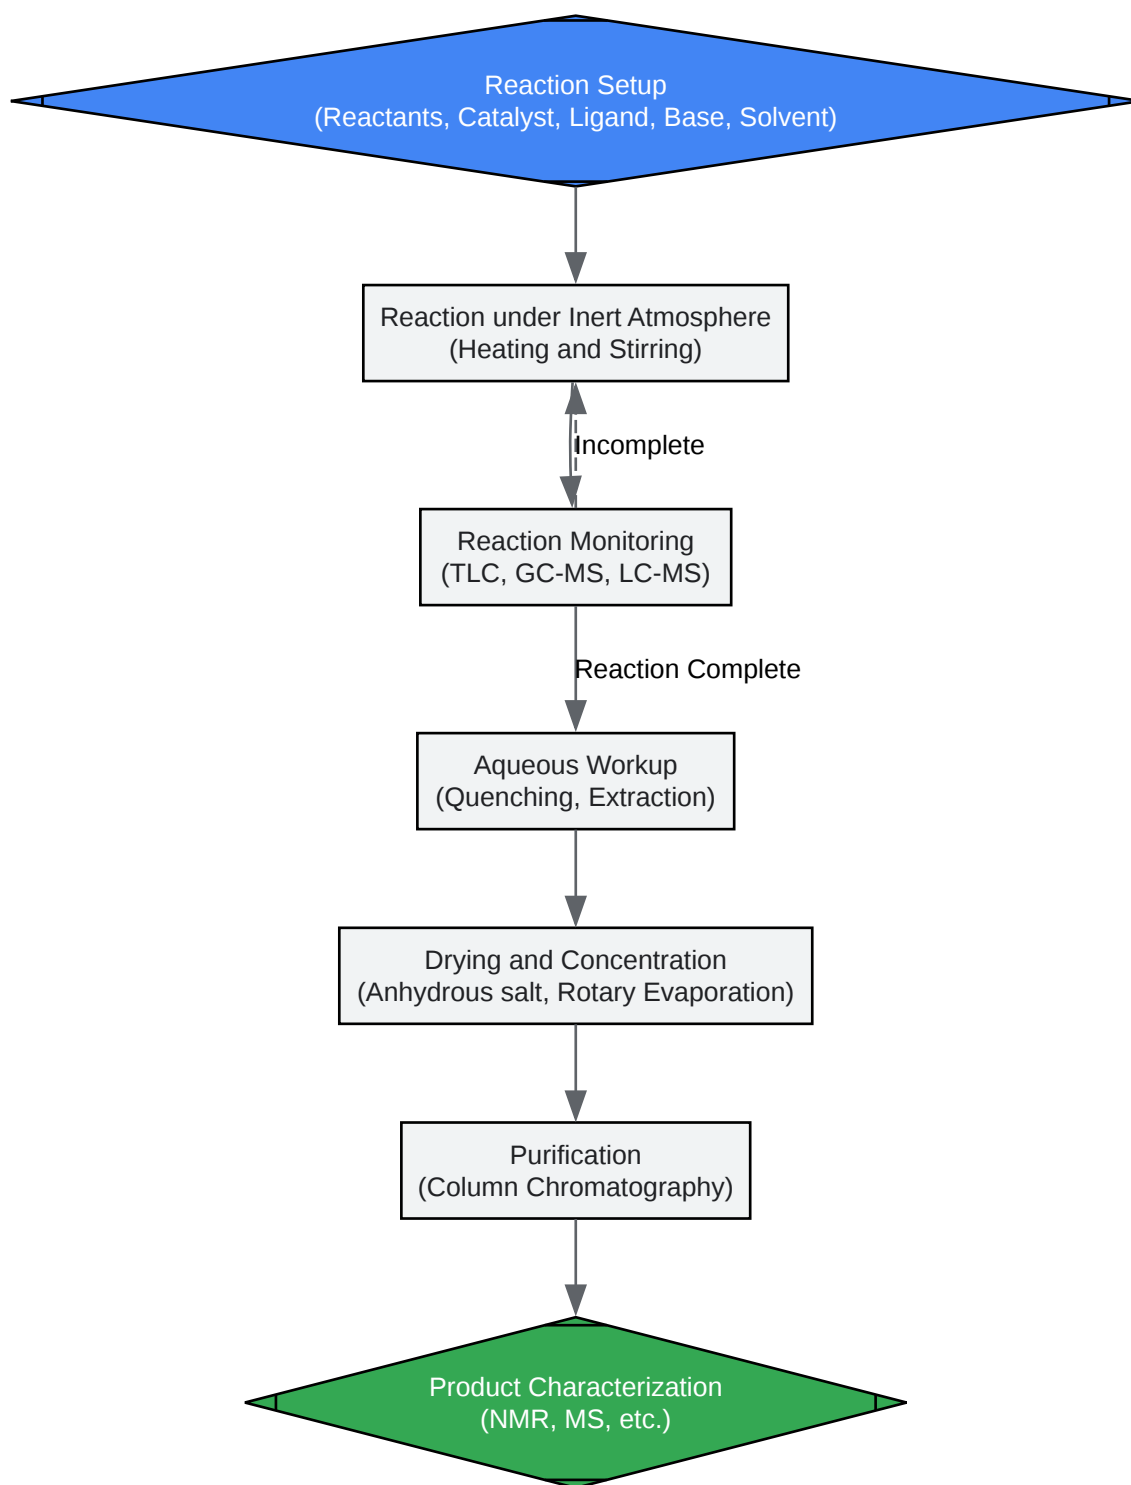 Reaction Setup
(Reactants, Catalyst, Ligand, Base, Solvent)
Reaction under Inert Atmosphere
(Heating and Stirring)
Incomplete
Reaction Monitoring
(TLC, GC-MS, LC-MS)
Reaction Complete
Aqueous Workup
(Quenching, Extraction)
Drying and Concentration
(Anhydrous salt, Rotary Evaporation)
Purification
(Column Chromatography)
Product Characterization
(NMR, MS, etc.)